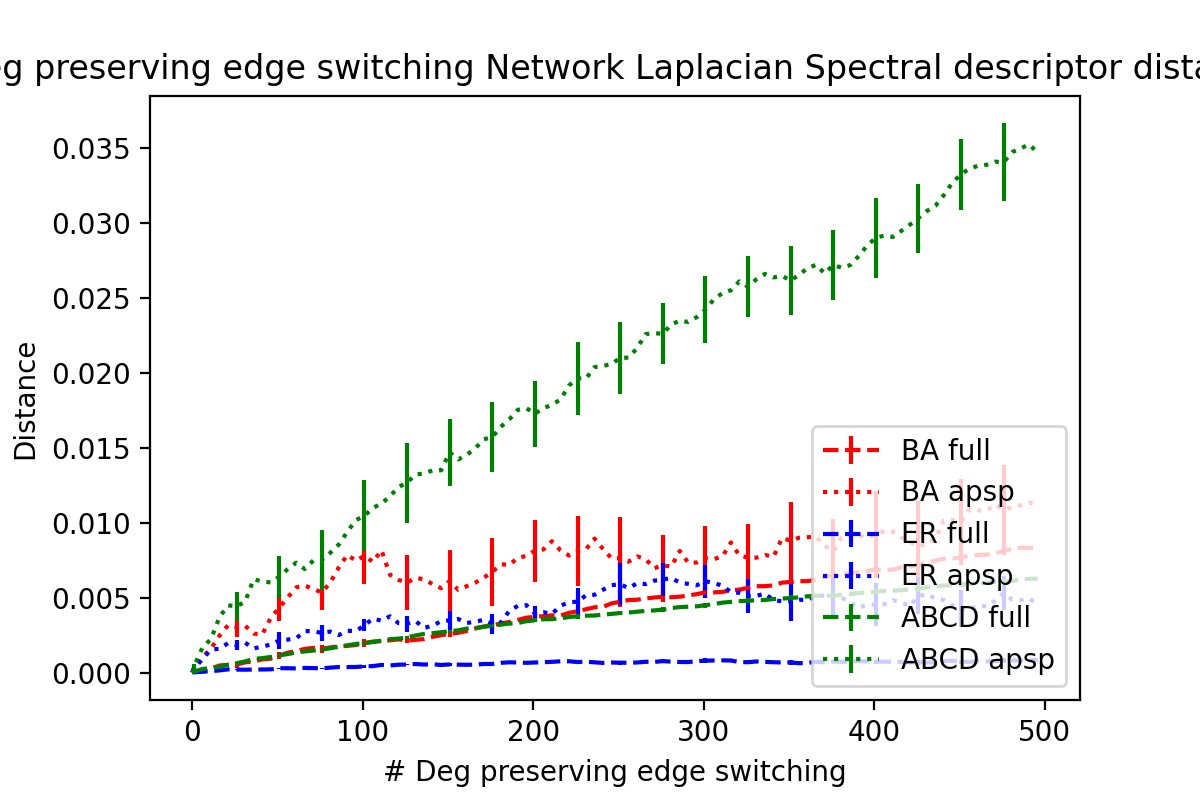 eg preserving edge switching Network Laplacian Spectral descriptor dista
0.035
0.030
0.025
0.020
0.015
0.010
0.005
0.000
Distance
BA full
BA apsp
ER full
ER apsp
ABCD full
ABCD apsp
0 100 200 300 400 500
# Deg preserving edge switching